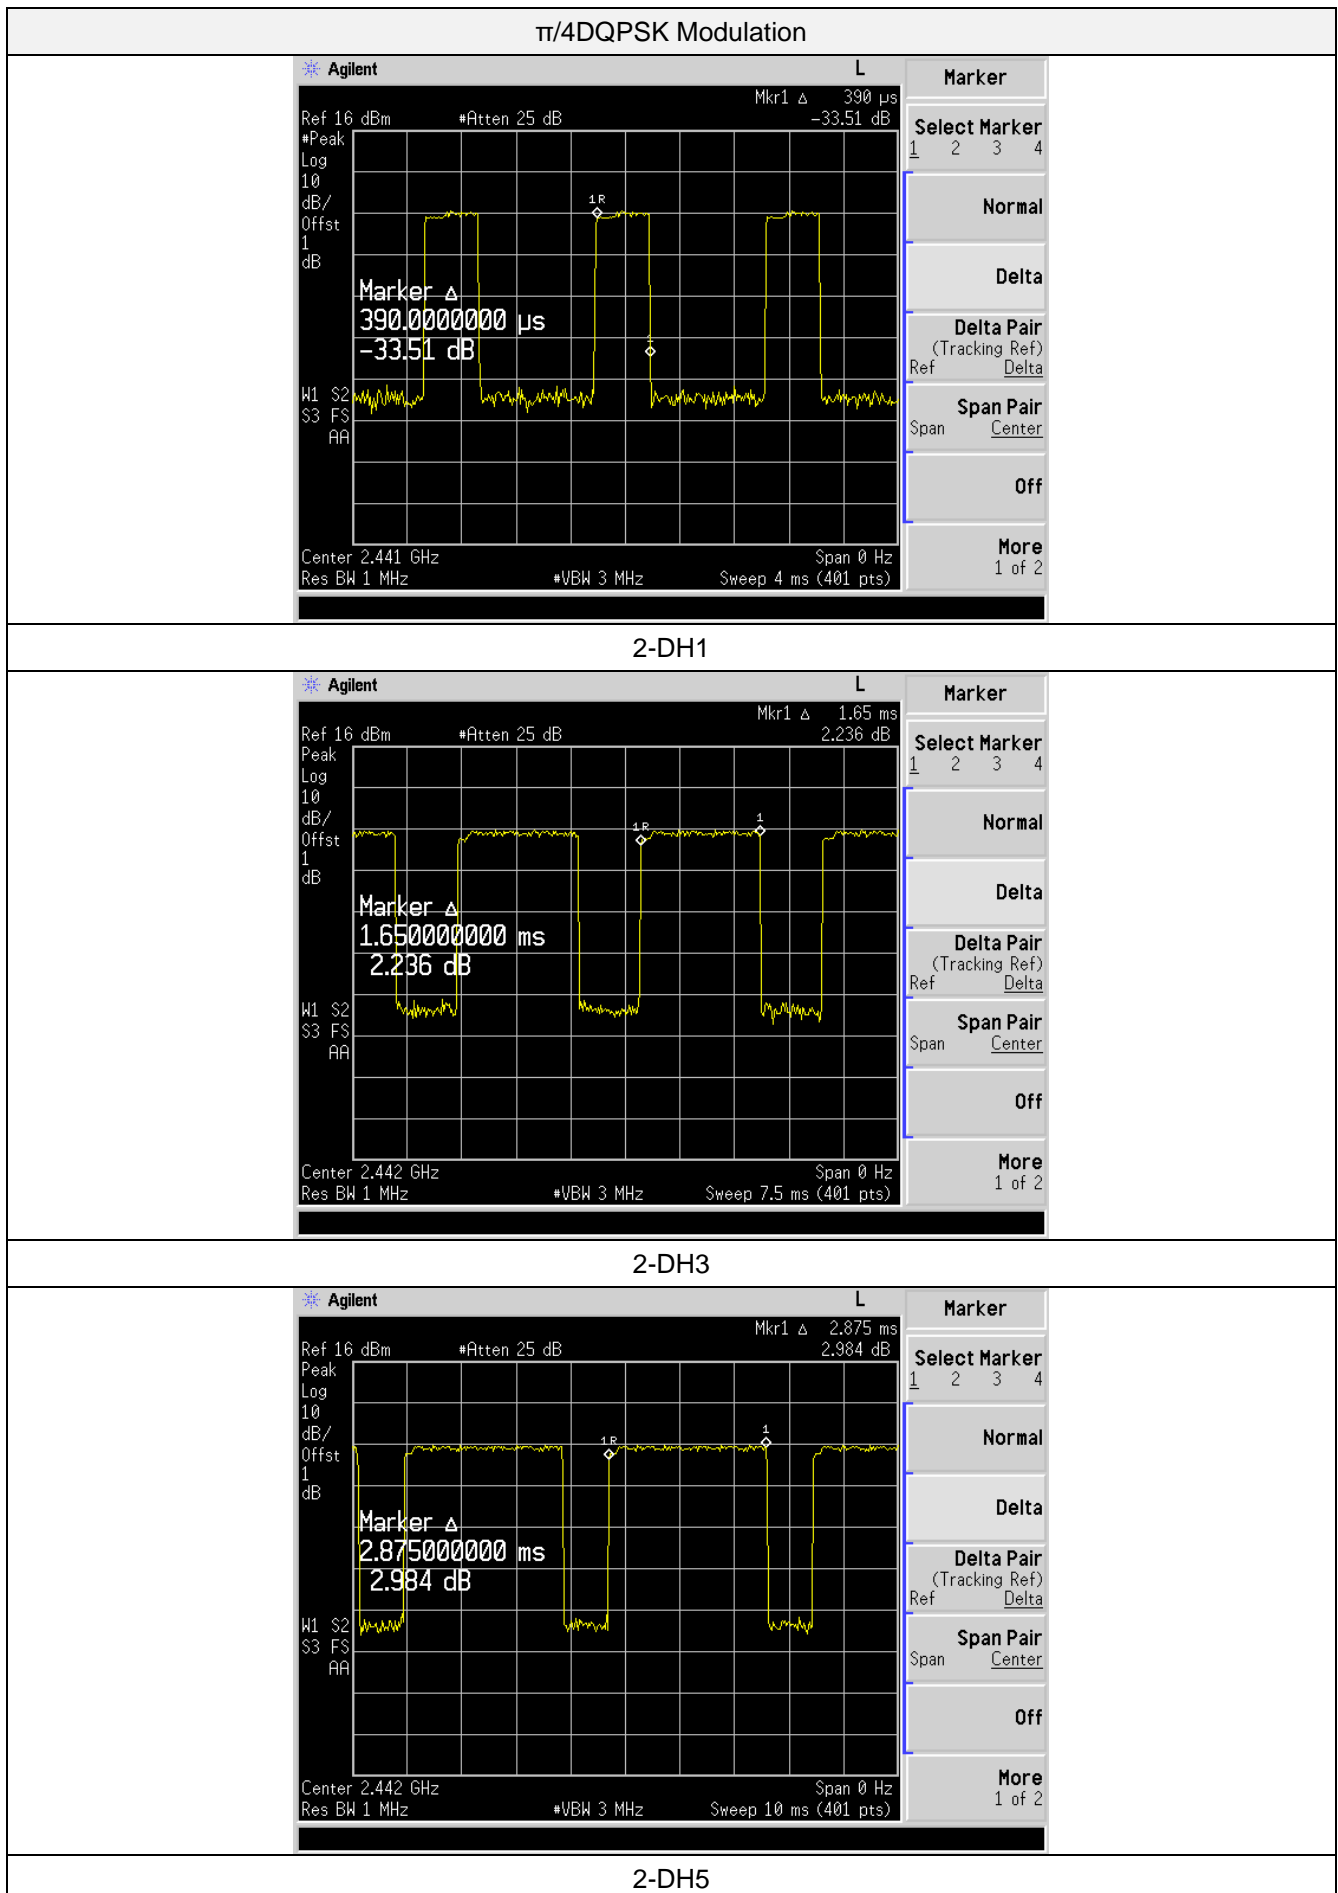 π/4DQPSK Modulation
Agilent L
Marker
Mkr1 Δ 390 µs
Ref 16 dBm #Atten 25 dB -33.51 dB
#Peak
Log
10
dB/
Offst
1
dB
1R
Marker Δ
390.0000000 µs
-33.51 dB
1
W1 S2
S3 FS
AA
Center 2.441 GHz Span 0 Hz
Res BW 1 MHz #VBW 3 MHz Sweep 4 ms (401 pts)
Select Marker
1 2 3 4
Normal
Delta
Delta Pair
(Tracking Ref)
Ref Delta
Span Pair
Span Center
Off
More
1 of 2
2-DH1
Agilent L
Marker
Mkr1 Δ 1.65 ms
Ref 16 dBm #Atten 25 dB 2.236 dB
Peak
Log
10
dB/
Offst
1
dB
1R 1
Marker Δ
1.650000000 ms
2.236 dB
W1 S2
S3 FS
AA
Center 2.442 GHz Span 0 Hz
Res BW 1 MHz #VBW 3 MHz Sweep 7.5 ms (401 pts)
Select Marker
1 2 3 4
Normal
Delta
Delta Pair
(Tracking Ref)
Ref Delta
Span Pair
Span Center
Off
More
1 of 2
2-DH3
Agilent L
Marker
Mkr1 Δ 2.875 ms
Ref 16 dBm #Atten 25 dB 2.984 dB
Peak
Log
10
dB/
Offst
1
dB
1R 1
Marker Δ
2.875000000 ms
2.984 dB
W1 S2
S3 FS
AA
Center 2.442 GHz Span 0 Hz
Res BW 1 MHz #VBW 3 MHz Sweep 10 ms (401 pts)
Select Marker
1 2 3 4
Normal
Delta
Delta Pair
(Tracking Ref)
Ref Delta
Span Pair
Span Center
Off
More
1 of 2
2-DH5